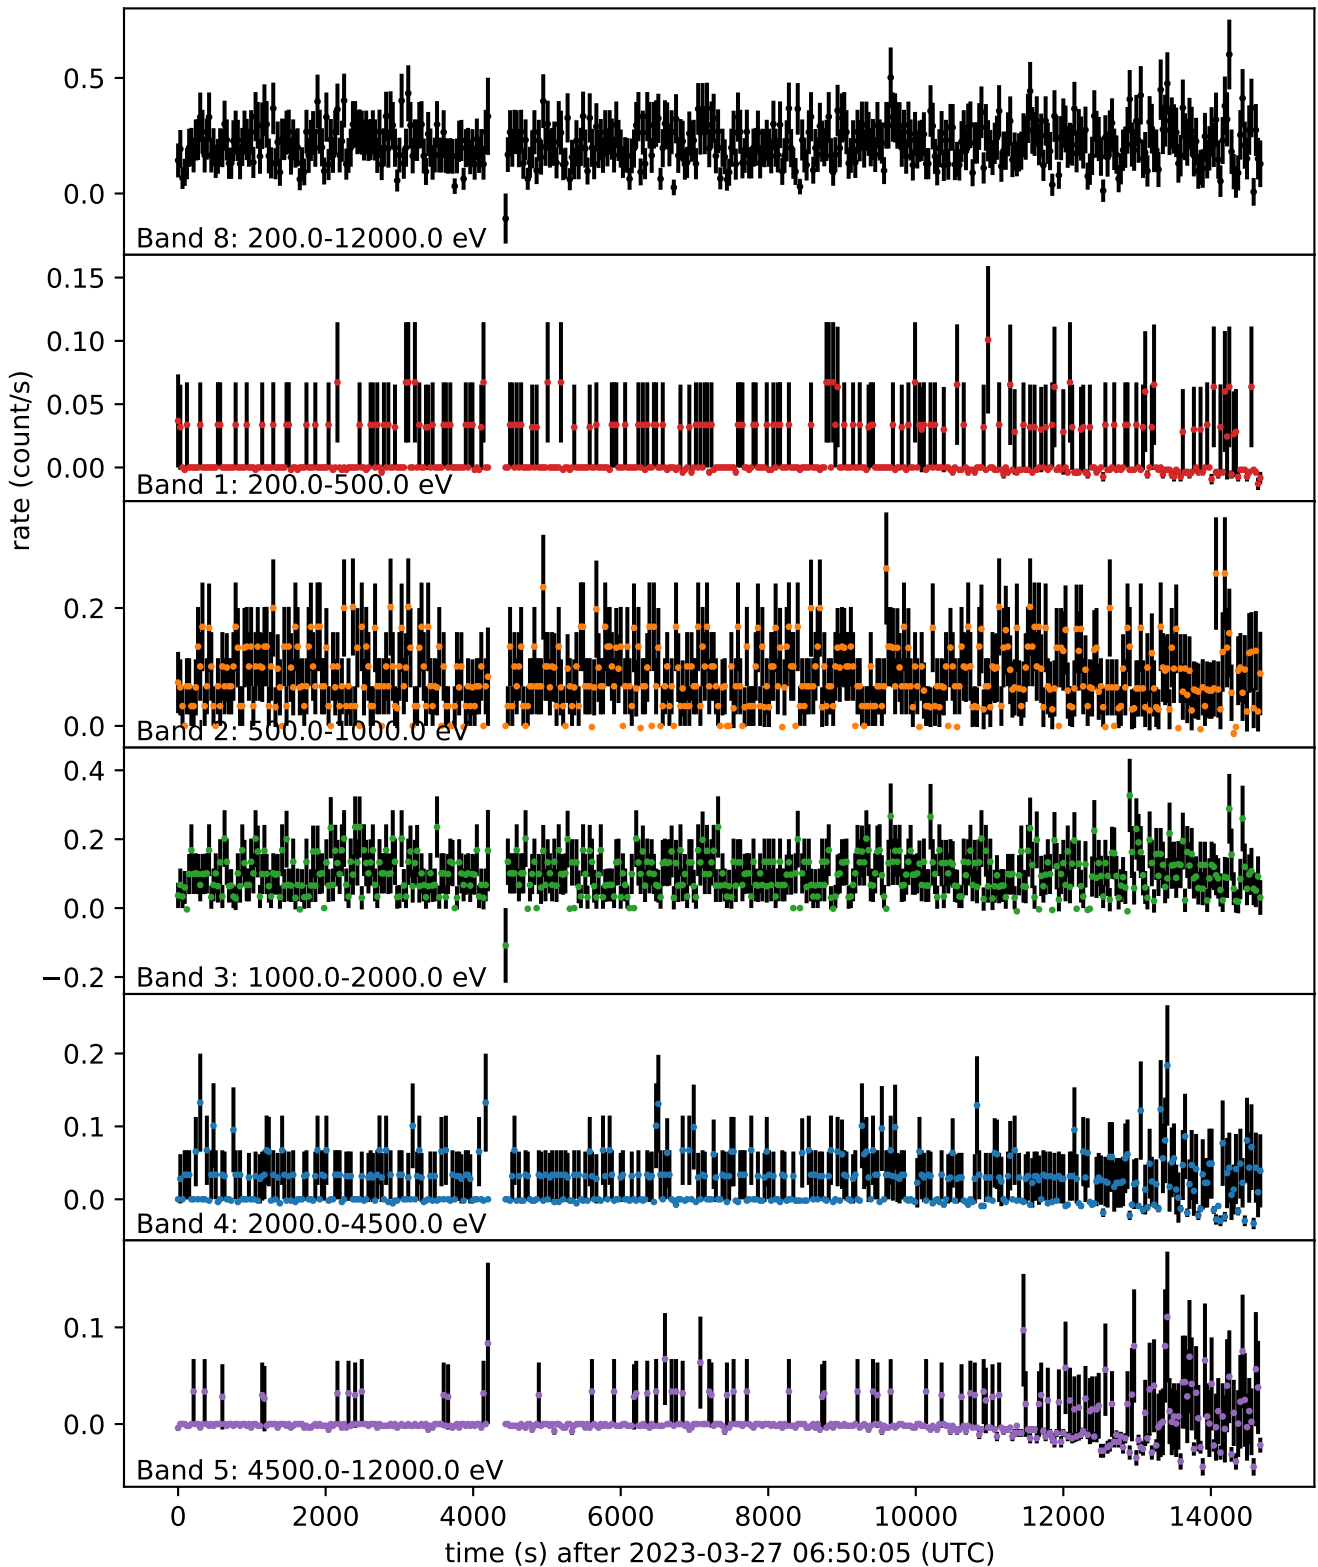 0.5
0.0
Band 8: 200.0-12000.0 eV
0.15
0.10
0.05
0.00
Band 1: 200.0-500.0 eV
rate (count/s)
0.2
0.0
Band 2: 500.0-1000.0 eV
0.4
0.2
0.0
−0.2
Band 3: 1000.0-2000.0 eV
0.2
0.1
0.0
Band 4: 2000.0-4500.0 eV
0.1
0.0
Band 5: 4500.0-12000.0 eV
0 2000 4000 6000 8000 10000 12000 14000
time (s) after 2023-03-27 06:50:05 (UTC)